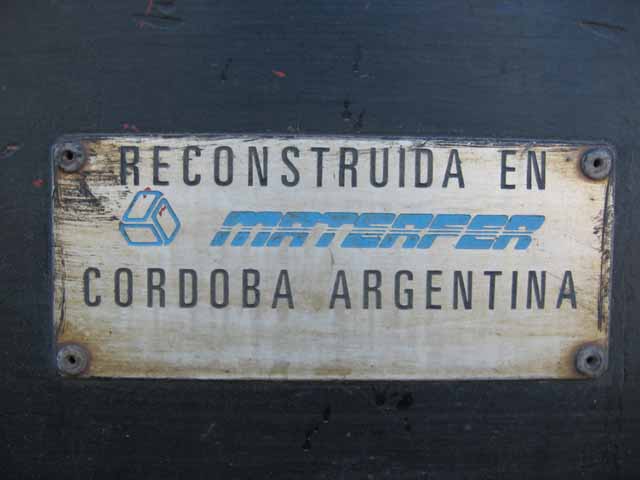 RECONSTRUIDA EN
MATERFER
CORDOBA ARGENTINA